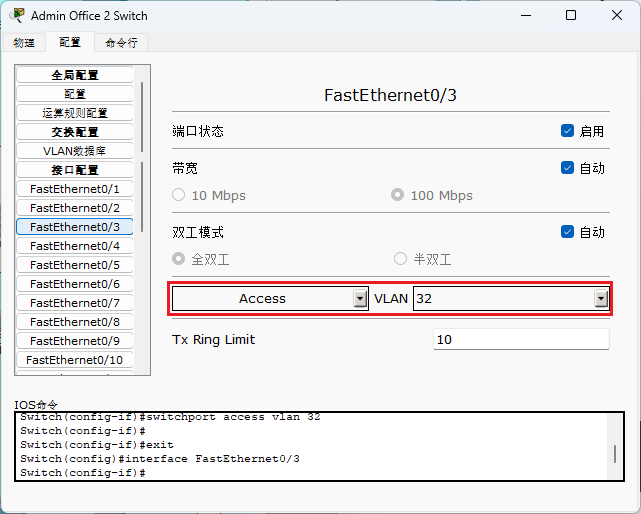 Admin Office 2 Switch
物理 配置 命令行
全局配置
配置
运算规则配置
交换配置
VLAN数据库
接口配置
FastEthernet0/1
FastEthernet0/2
FastEthernet0/3
FastEthernet0/4
FastEthernet0/5
FastEthernet0/6
FastEthernet0/7
FastEthernet0/8
FastEthernet0/9
FastEthernet0/10
FastEthernet0/3
端口状态 启用
带宽 自动
10 Mbps 100 Mbps
双工模式 自动
全双工 半双工
Access VLAN 32
Tx Ring Limit 10
IOS命令
Switch(config-if)#switchport access vlan 32
Switch(config-if)#
Switch(config-if)#exit
Switch(config)#interface FastEthernet0/3
Switch(config-if)#